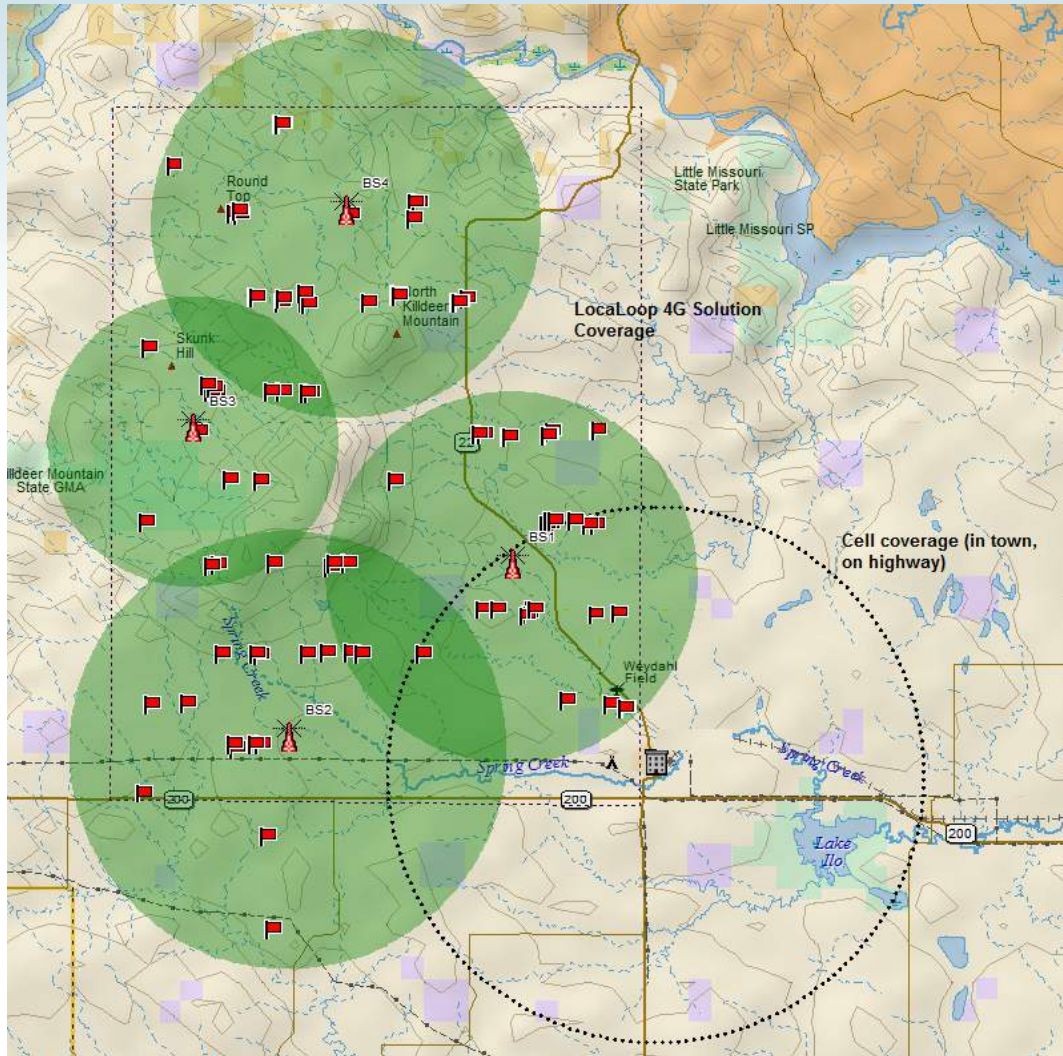 Little Missouri
State Park
Round
Top
BS4
Little Missouri SP
North
Killdeer
Mountain
LocaLoop 4G Solution
Coverage
Skunk
Hill
BS3
22
Killdeer Mountain
State GMA
BS1
Cell coverage (in town,
on highway)
Spring Creek
Weydahl
Field
BS2
Spring Creek
Spring Creek
200
200
200
Lake
Ilo